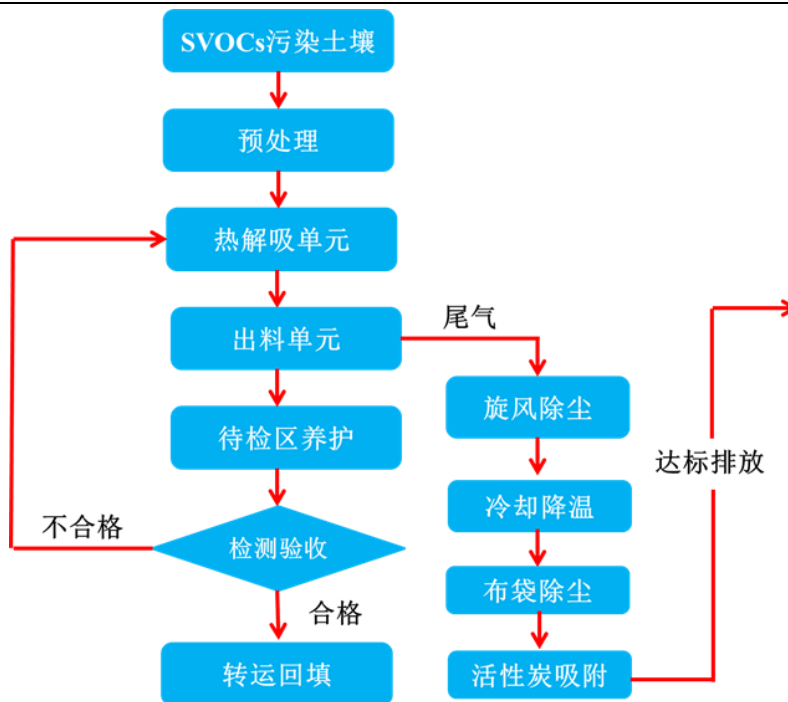 SVOCs污染土壤
预处理
热解吸单元
出料单元
尾气
待检区养护
旋风除尘
冷却降温
达标排放
不合格
检测验收
布袋除尘
合格
转运回填
活性炭吸附